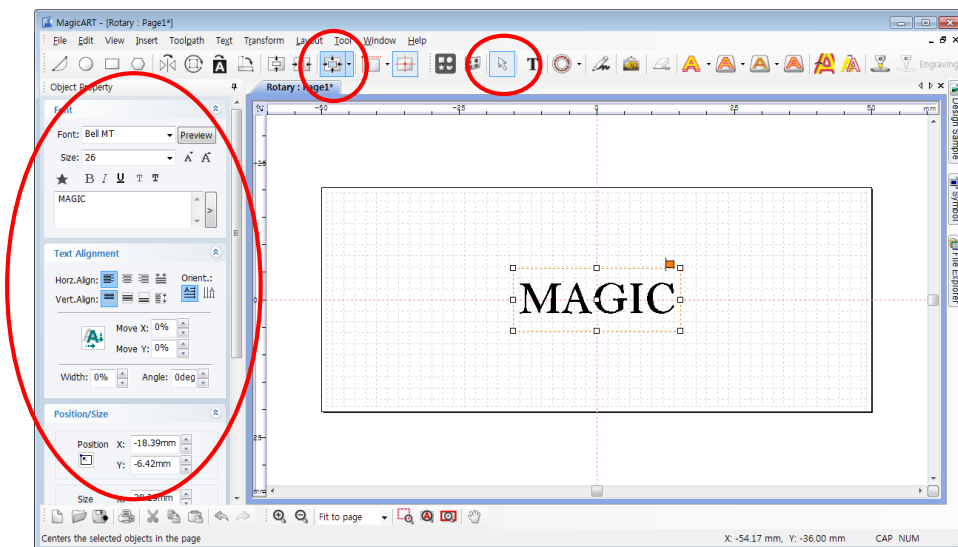 MagicART - [Rotary : Page1*]
File Edit View Insert Toolpath Text Transform Layout Tool Window Help
Engraving
Object Property
Rotary : Page1*
Font
Font: Bell MT Preview
Size: 26
B I U T T
MAGIC
>
Text Alignment
Horz.Align: Orient.:
Vert.Align:
Move X: 0%
Move Y: 0%
Width: 0% Angle: 0deg
Position/Size
Position X: -18.39mm
Y: -6.42mm
Size
-50 -25 0 25 50 mm
0
25
mm
MAGIC
Design Sample
Symbol
File Explorer
Fit to page
Centers the selected objects in the page
X: -54.17 mm, Y: -36.00 mm CAP NUM